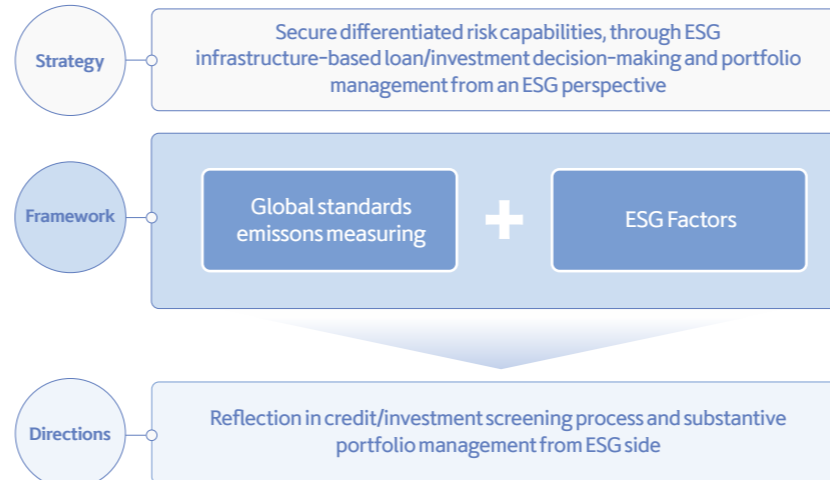 Strategy
Secure differentiated risk capabilities, through ESG
infrastructure-based loan/investment decision-making and portfolio
management from an ESG perspective
Framework
Global standards
emissons measuring
+
ESG Factors
Directions
Reflection in credit/investment screening process and substantive
portfolio management from ESG side